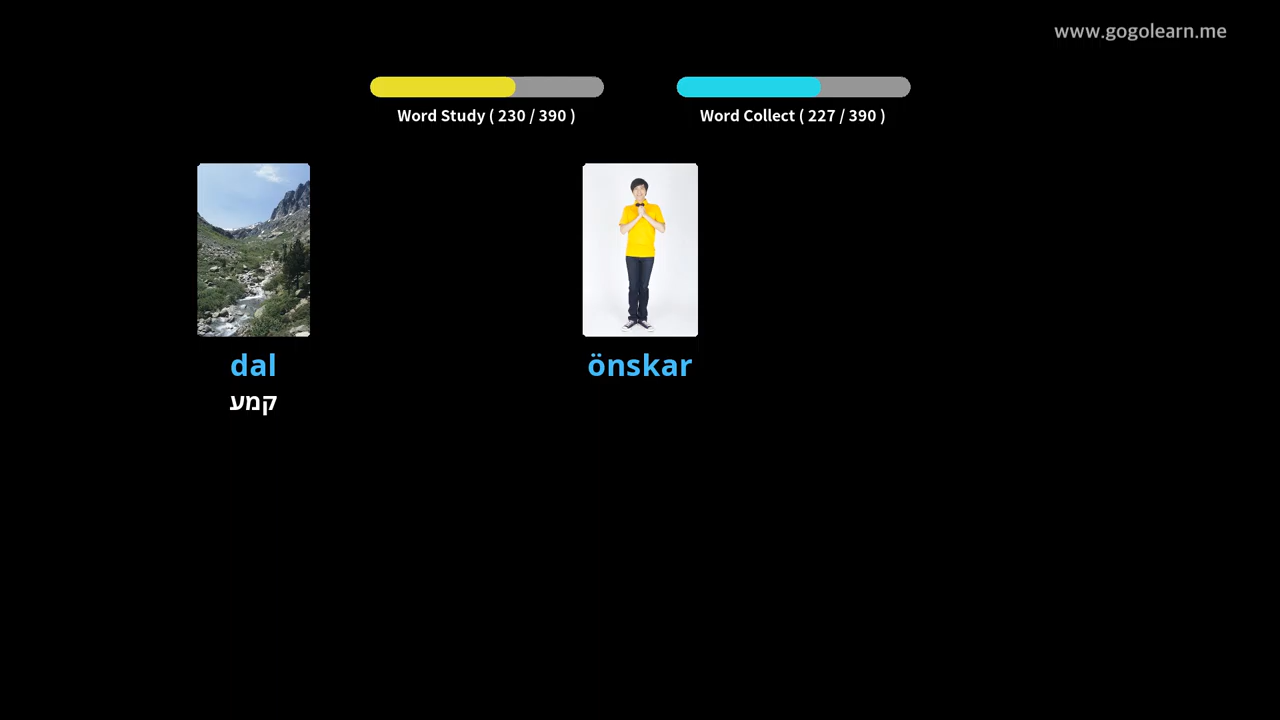 www.gogolearn.me
Word Study ( 230 / 390 )
Word Collect ( 227 / 390 )
dal
קמע
önskar